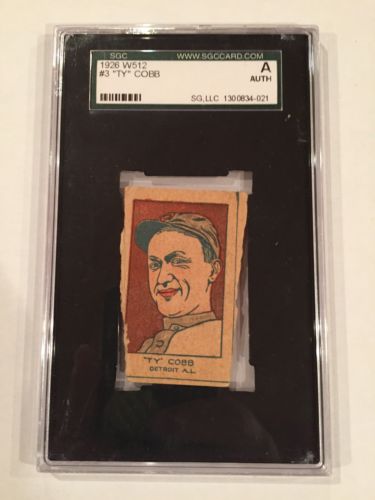 SGC
WWW.SGCCARD.COM
1926 W512
#3 "TY" COBB
A
AUTH
SG,LLC 1300834-021
"TY" COBB
DETROIT A.L.